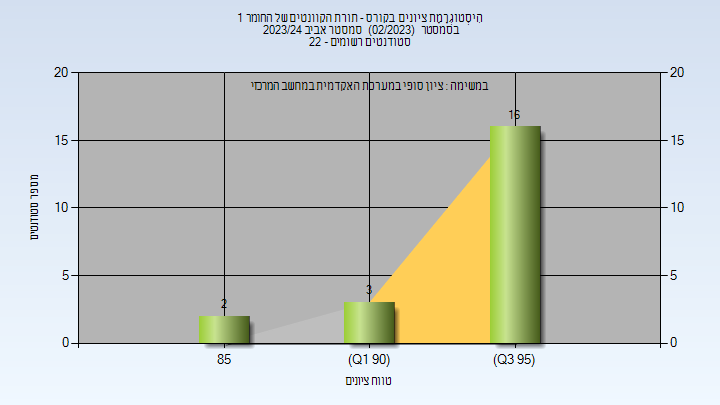 היסטוגרמת ציונים בקורס - תורת הקוונטים של החומר 1
בסמסטר (02/2023) סמסטר אביב 2023/24
סטודנטים רשומים - 22
במשימה : ציון סופי במערכת האקדמית במחשב המרכזי
20
15
10
5
0
20
15
10
5
0
מספר סטודנטים
2
3
16
85
(Q1 90)
(Q3 95)
טווח ציונים